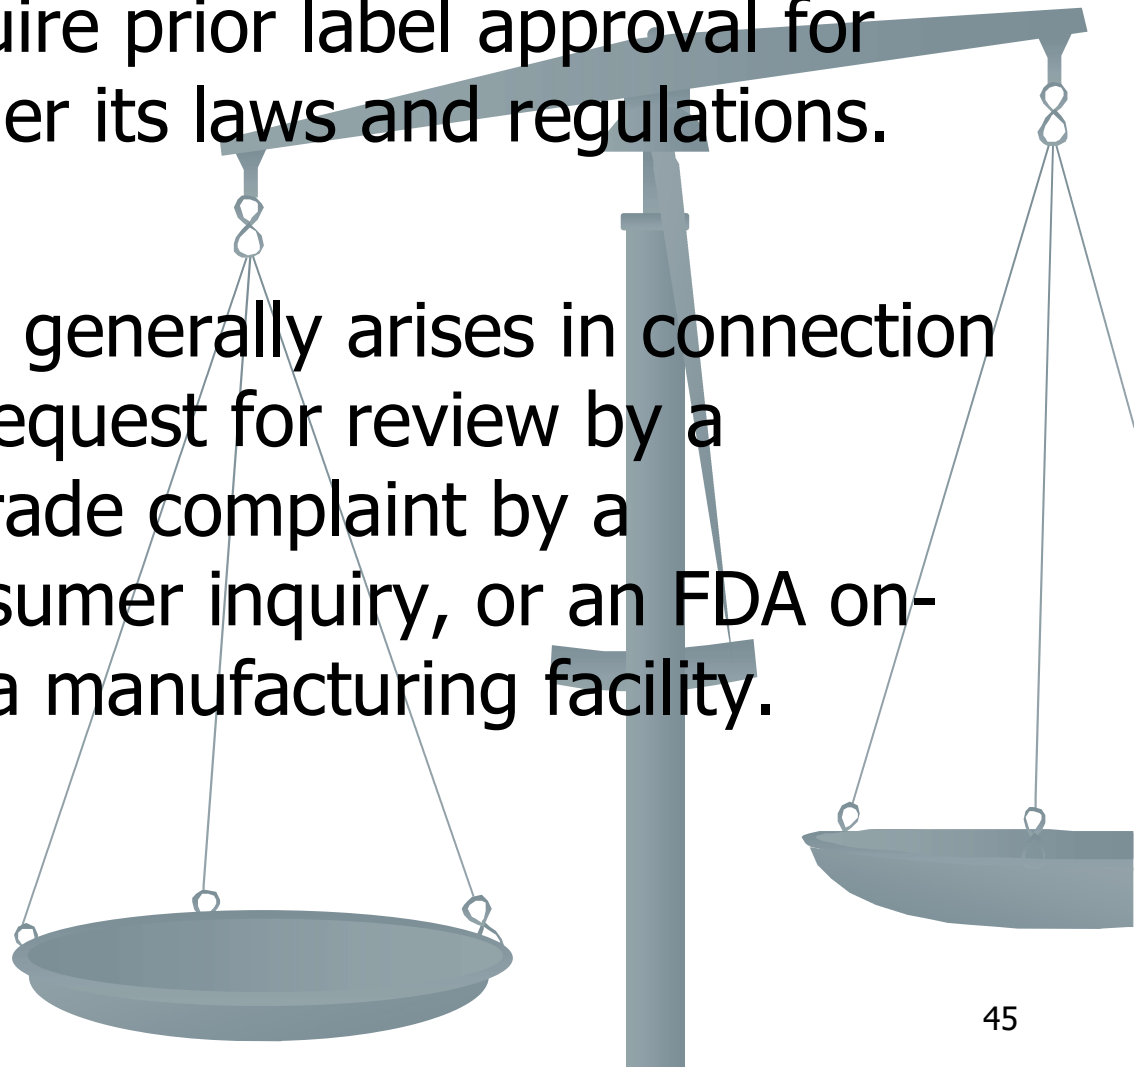 uire prior label approval for
er its laws and regulations.
generally arises in connection
equest for review by a
rade complaint by a
sumer inquiry, or an FDA on-
a manufacturing facility.
45